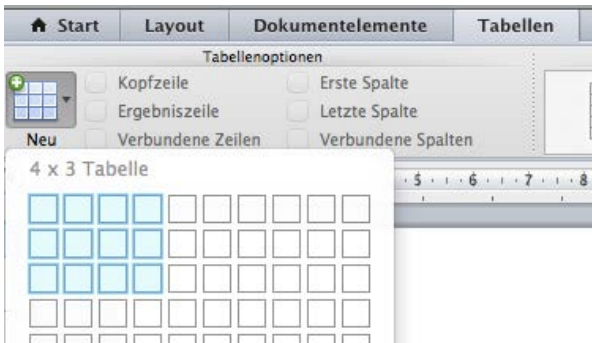 Start Layout Dokumentelemente Tabellen
Tabellenoptionen
Kopfzeile Erste Spalte
Ergebniszeile Letzte Spalte
Neu Verbundene Zeilen Verbundene Spalten
4 x 3 Tabelle
5 6 7 8